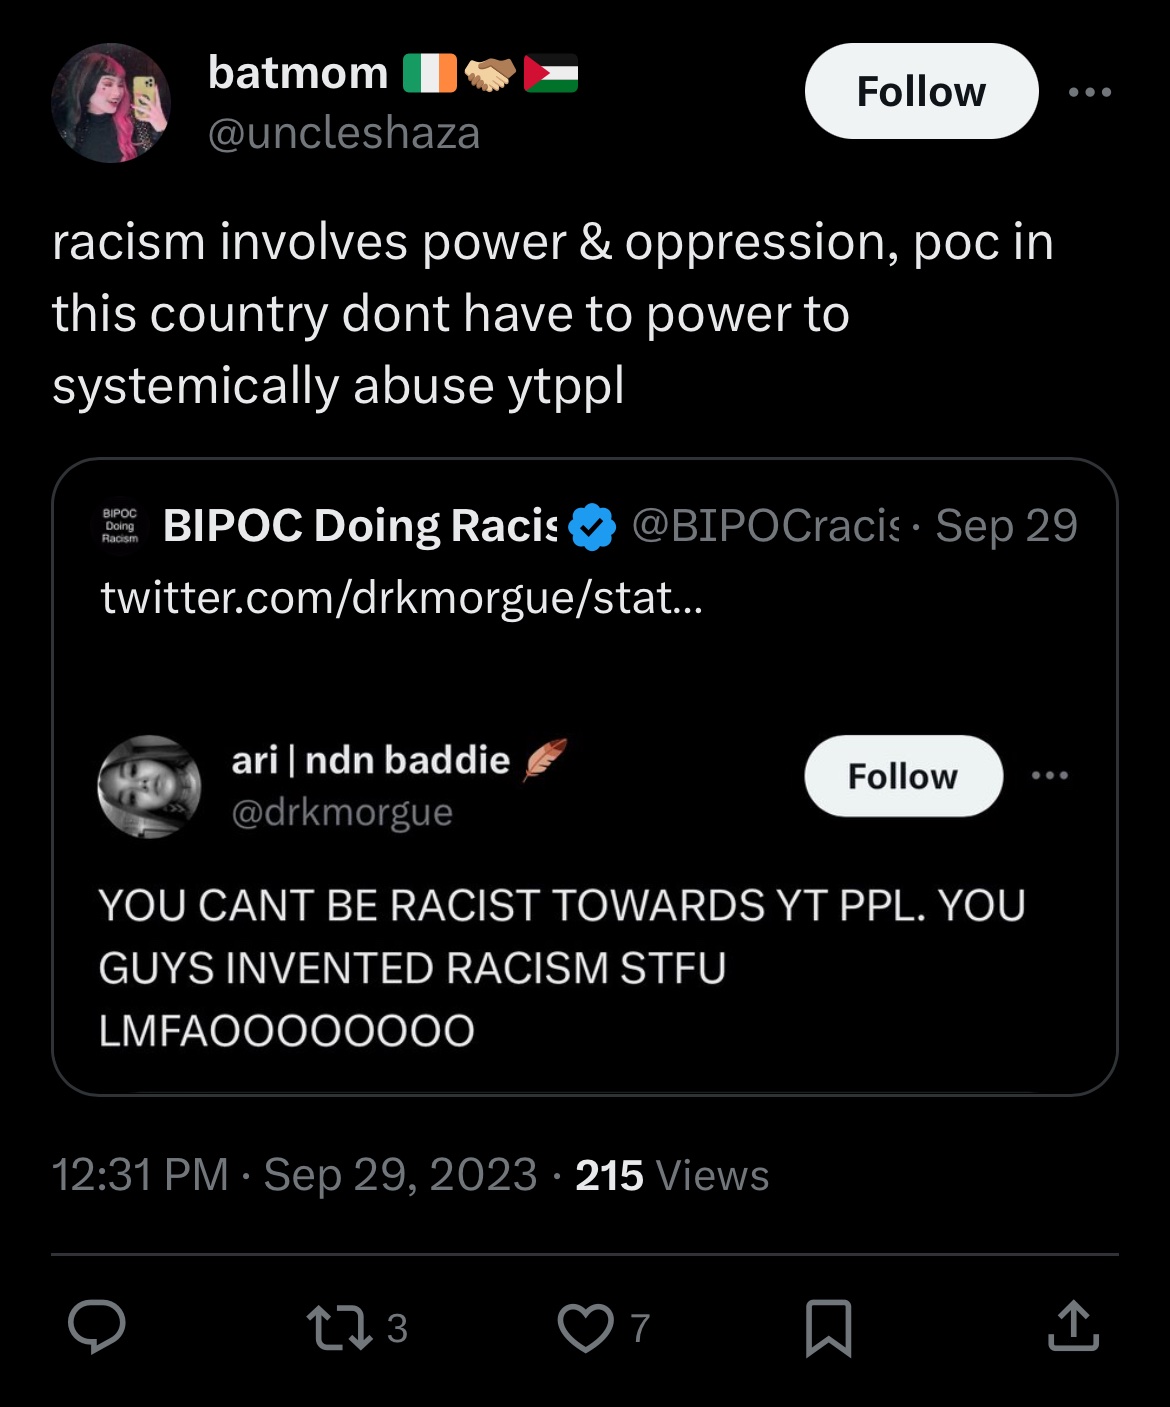 batmom 🇮🇪🫱🏼‍🫲🏽🇵🇸
@uncleshaza
Follow
racism involves power & oppression, poc in
this country dont have to power to
systemically abuse ytppl
BIPOC Doing Racis @BIPOCracis · Sep 29
BIPOC
Doing
Racism
twitter.com/drkmorgue/stat...
ari | ndn baddie 🪶
@drkmorgue
Follow
YOU CANT BE RACIST TOWARDS YT PPL. YOU
GUYS INVENTED RACISM STFU
LMFAOOOOOOOO
12:31 PM · Sep 29, 2023 · 215 Views
3
7